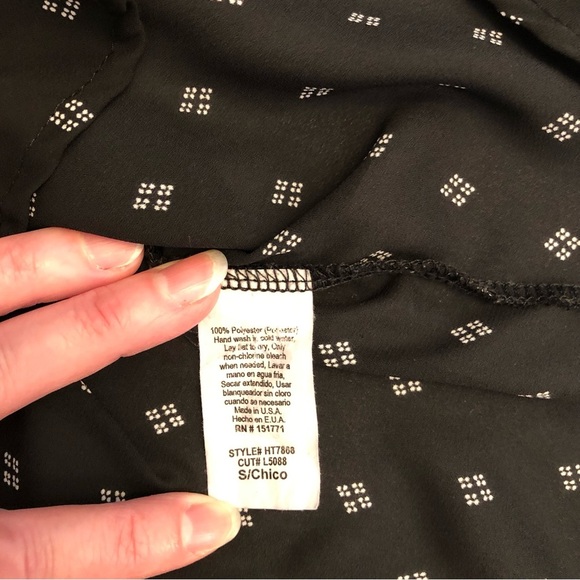 100% Polyester (Poliester)
Hand wash in cold water,
Lay flat to dry, Only
non-chlorine bleach
when needed, Lavar a
mano en agua fria,
Secar extendido, Usar
blanqueador sin cloro
cuando se necesario
Made in U.S.A.
Hecho en E.U.A.
RN # 151771
STYLE# HT7868
CUT# L5088
S/Chico